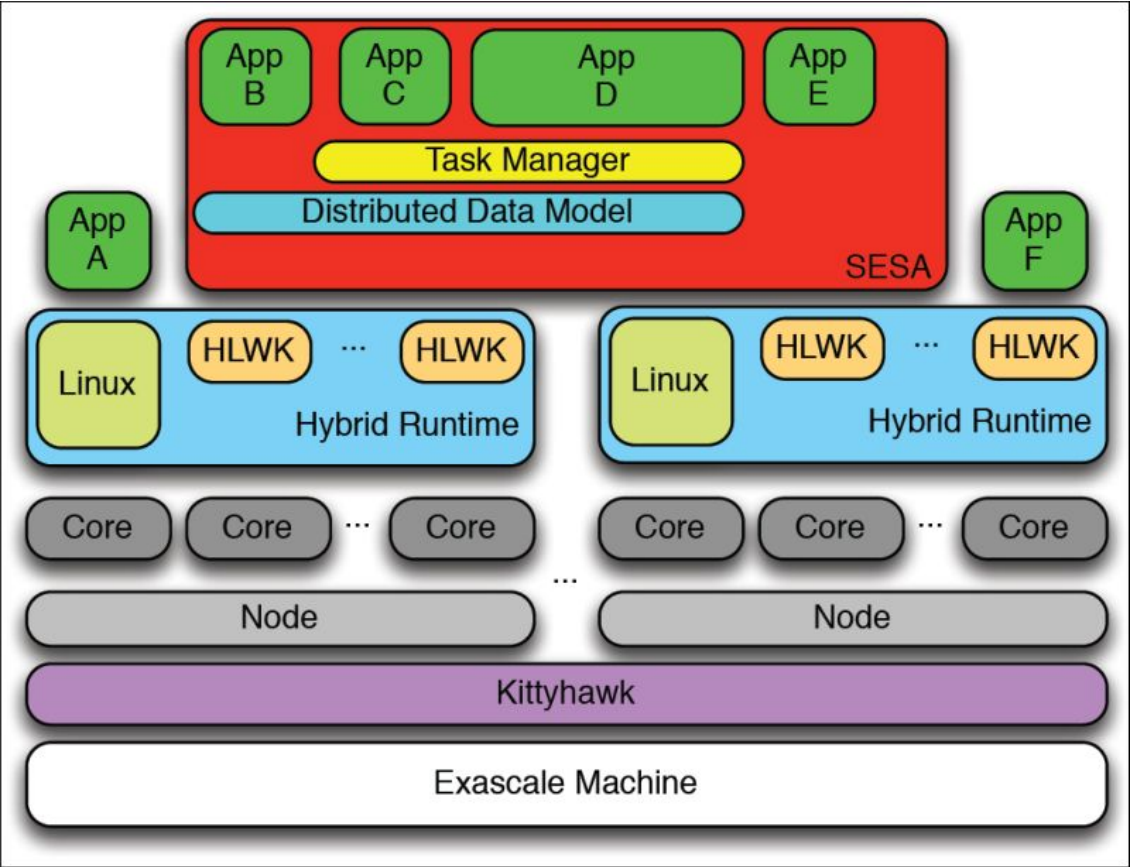 App
B
App
C
App
D
App
E
Task Manager
Distributed Data Model
SESA
App
A
App
F
Linux
HLWK
...
HLWK
Hybrid Runtime
Linux
HLWK
...
HLWK
Hybrid Runtime
Core
Core
...
Core
Core
Core
...
Core
...
Node
Node
Kittyhawk
Exascale Machine